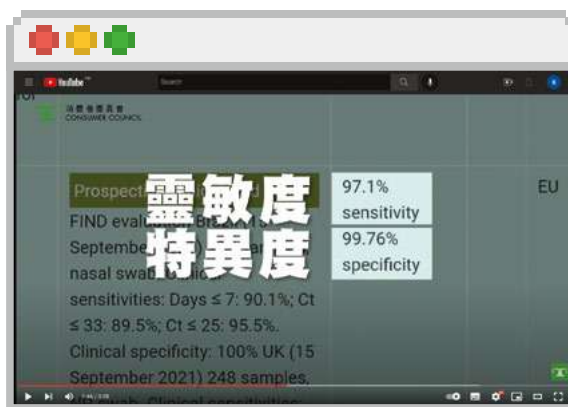 YouTube
Search
消費者委員會
CONSUMER COUNCIL
靈敏度
特異度
97.1%
sensitivity
99.76%
specificity
EU
FIND
September
nasal swab
sensitivities: Days ≤ 7: 90.1%; Ct
≤ 33: 89.5%; Ct ≤ 25: 95.5%.
Clinical specificity: 100% UK (15
September 2021) 248 samples,